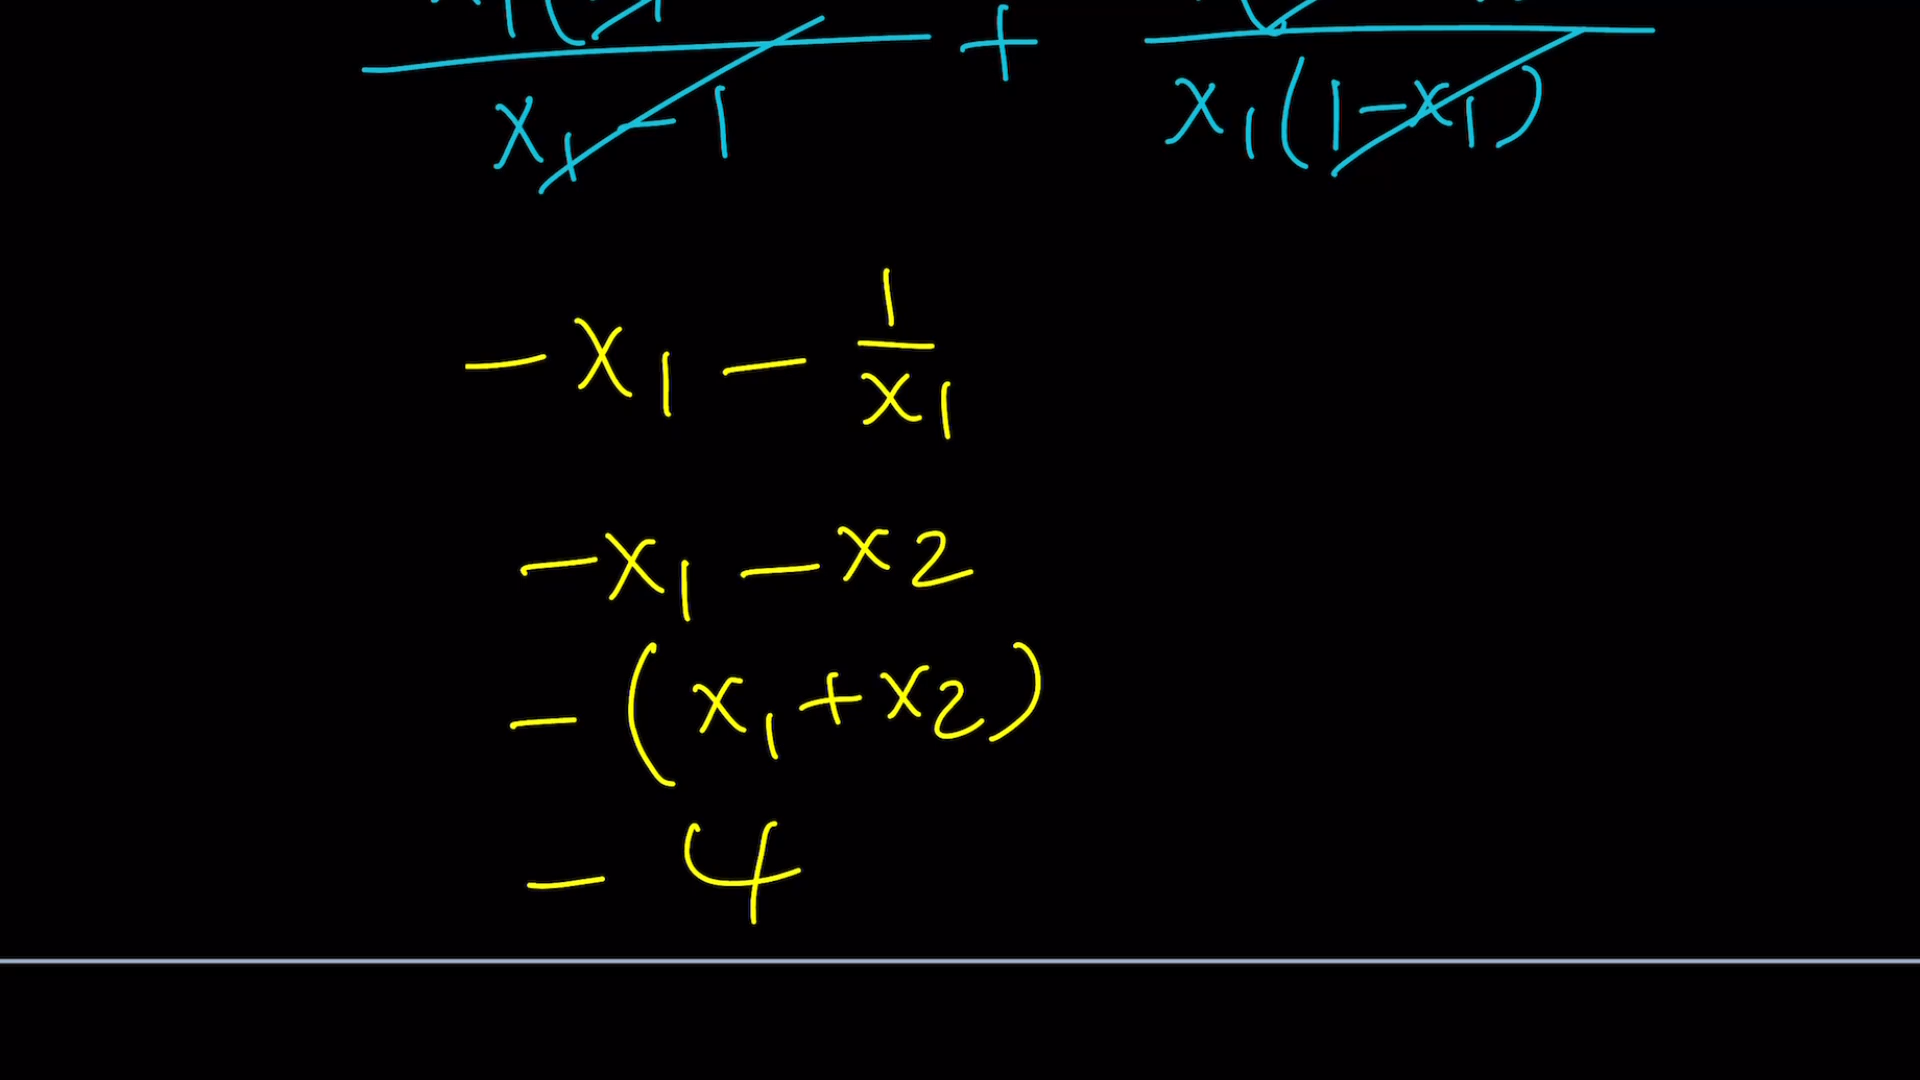 +
x₁ - 1    x₁(1-x₁)
-x₁ - 1/x₁
-x₁ - x2
-(x₁+x2)
- 4